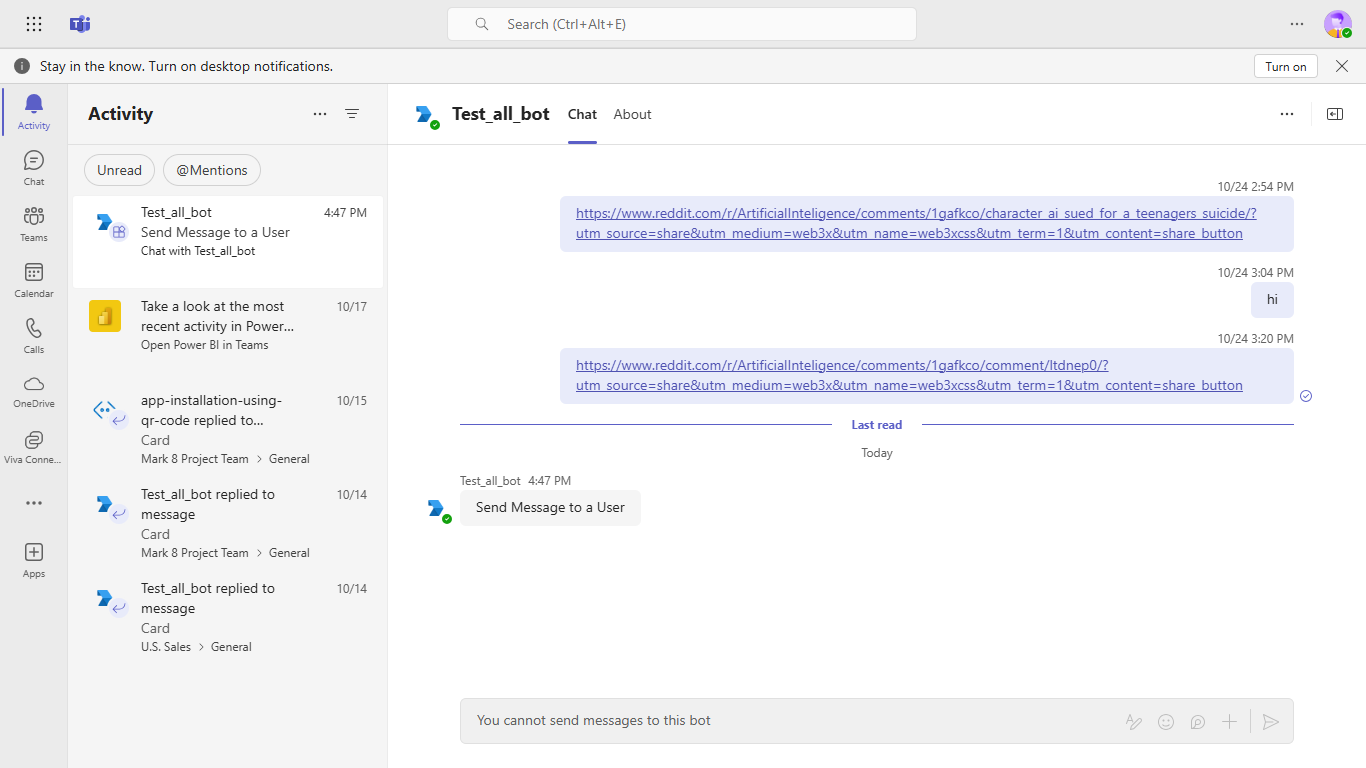 Search (Ctrl+Alt+E)
Stay in the know. Turn on desktop notifications.
Turn on
Activity
Chat
Teams
Calendar
Calls
OneDrive
Viva Conne...
Apps
Activity
Unread
@Mentions
Test_all_bot 4:47 PM
Send Message to a User
Chat with Test_all_bot
Take a look at the most 10/17
recent activity in Power...
Open Power BI in Teams
app-installation-using- 10/15
qr-code replied to...
Card
Mark 8 Project Team > General
Test_all_bot replied to 10/14
message
Card
Mark 8 Project Team > General
Test_all_bot replied to 10/14
message
Card
U.S. Sales > General
Test_all_bot Chat About
10/24 2:54 PM
https://www.reddit.com/r/ArtificialInteligence/comments/1gafkco/character_ai_sued_for_a_teenagers_suicide/?
utm_source=share&utm_medium=web3x&utm_name=web3xcss&utm_term=1&utm_content=share_button
10/24 3:04 PM
hi
10/24 3:20 PM
https://www.reddit.com/r/ArtificialInteligence/comments/1gafkco/comment/ltdnep0/?
utm_source=share&utm_medium=web3x&utm_name=web3xcss&utm_term=1&utm_content=share_button
Last read
Today
Test_all_bot 4:47 PM
Send Message to a User
You cannot send messages to this bot